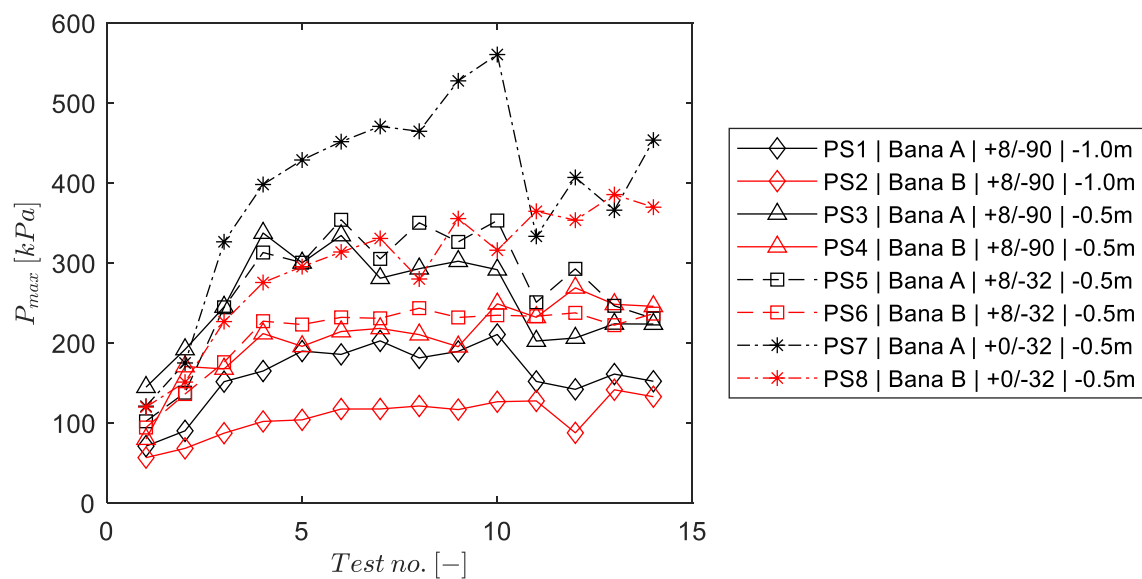 600
500
400
300
200
100
0
P_max [kPa]
0
5
10
15
Test no. [−]
PS1 | Bana A | +8/-90 | -1.0m
PS2 | Bana B | +8/-90 | -1.0m
PS3 | Bana A | +8/-90 | -0.5m
PS4 | Bana B | +8/-90 | -0.5m
PS5 | Bana A | +8/-32 | -0.5m
PS6 | Bana B | +8/-32 | -0.5m
PS7 | Bana A | +0/-32 | -0.5m
PS8 | Bana B | +0/-32 | -0.5m